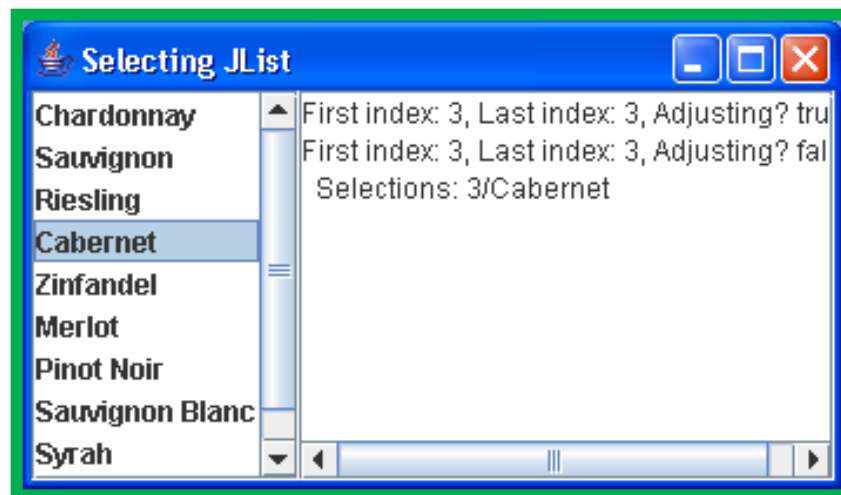 Selecting JList
Chardonnay
Sauvignon
Riesling
Cabernet
Zinfandel
Merlot
Pinot Noir
Sauvignon Blanc
Syrah
First index: 3, Last index: 3, Adjusting? tru
First index: 3, Last index: 3, Adjusting? fal
Selections: 3/Cabernet